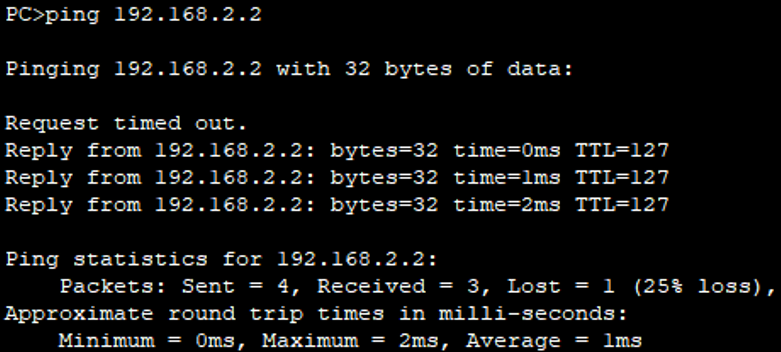 PC>ping 192.168.2.2
Pinging 192.168.2.2 with 32 bytes of data:
Request timed out.
Reply from 192.168.2.2: bytes=32 time=0ms TTL=127
Reply from 192.168.2.2: bytes=32 time=1ms TTL=127
Reply from 192.168.2.2: bytes=32 time=2ms TTL=127
Ping statistics for 192.168.2.2:
    Packets: Sent = 4, Received = 3, Lost = 1 (25% loss),
Approximate round trip times in milli-seconds:
    Minimum = 0ms, Maximum = 2ms, Average = 1ms